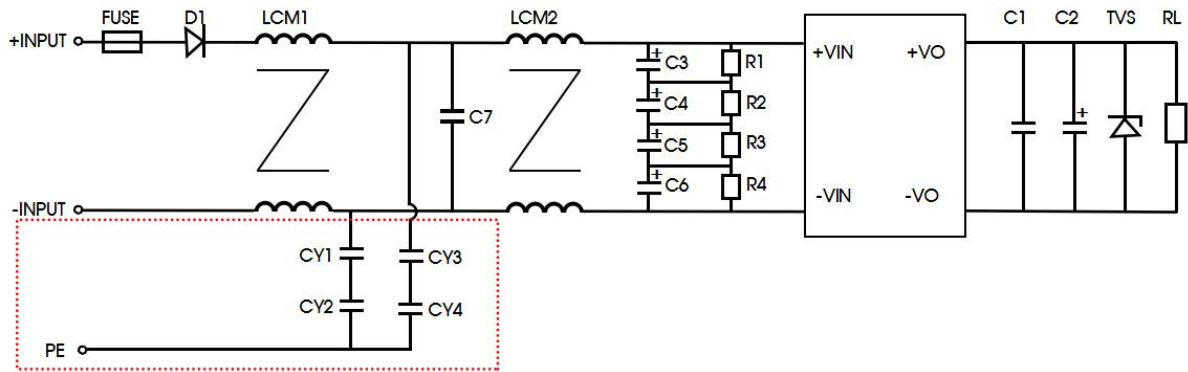 FUSE D1 LCM1 LCM2 C1 C2 TVS RL
+INPUT
+VIN +VO
+ C3 R1
+ C4 R2
C7
+ C5 R3
+
+ C6 R4
-INPUT -VIN -VO
CY1 CY3
CY2 CY4
PE